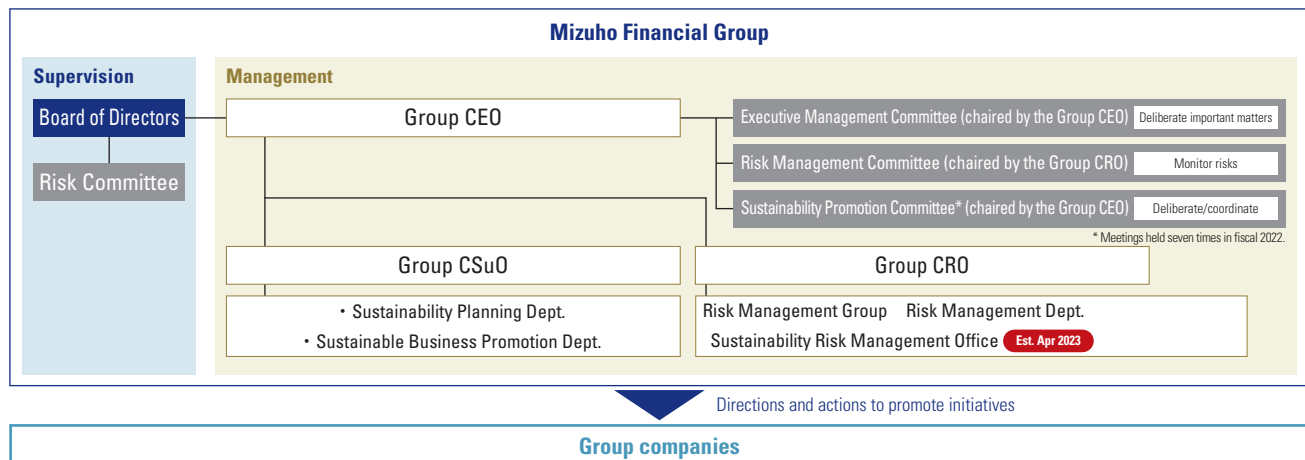 Mizuho Financial Group
Supervision
Board of Directors
Risk Committee
Management
Group CEO
Executive Management Committee (chaired by the Group CEO) Deliberate important matters
Risk Management Committee (chaired by the Group CRO) Monitor risks
Sustainability Promotion Committee* (chaired by the Group CEO) Deliberate/coordinate
* Meetings held seven times in fiscal 2022.
Group CSuO
・Sustainability Planning Dept.
・Sustainable Business Promotion Dept.
Group CRO
Risk Management Group Risk Management Dept.
Sustainability Risk Management Office Est. Apr 2023
Directions and actions to promote initiatives
Group companies